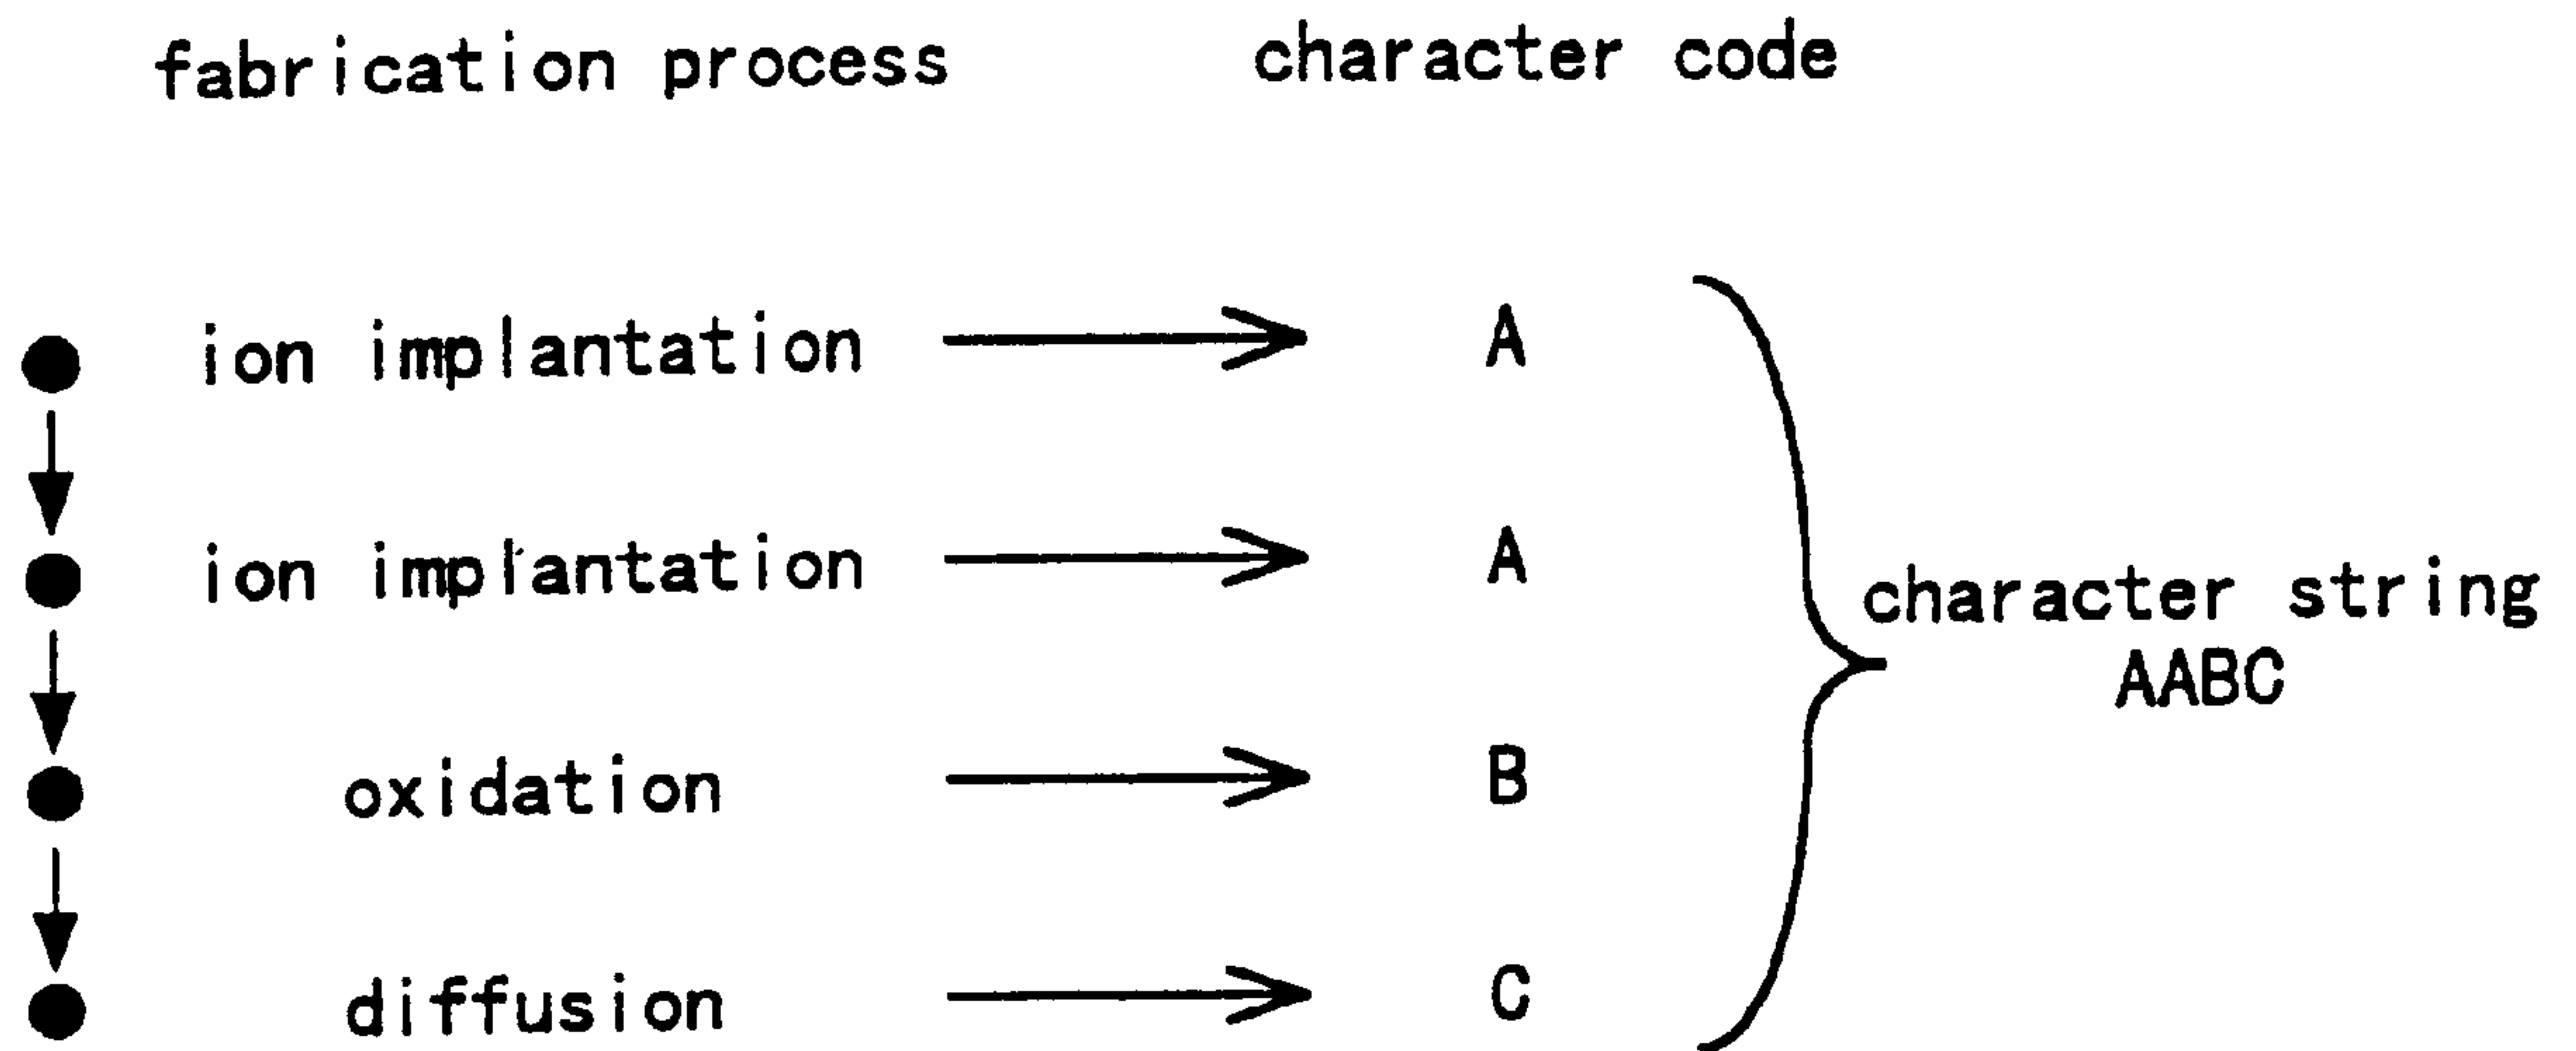 fabrication process character code
ion implantation A
ion implantation A
character string
AABC
oxidation B
diffusion C